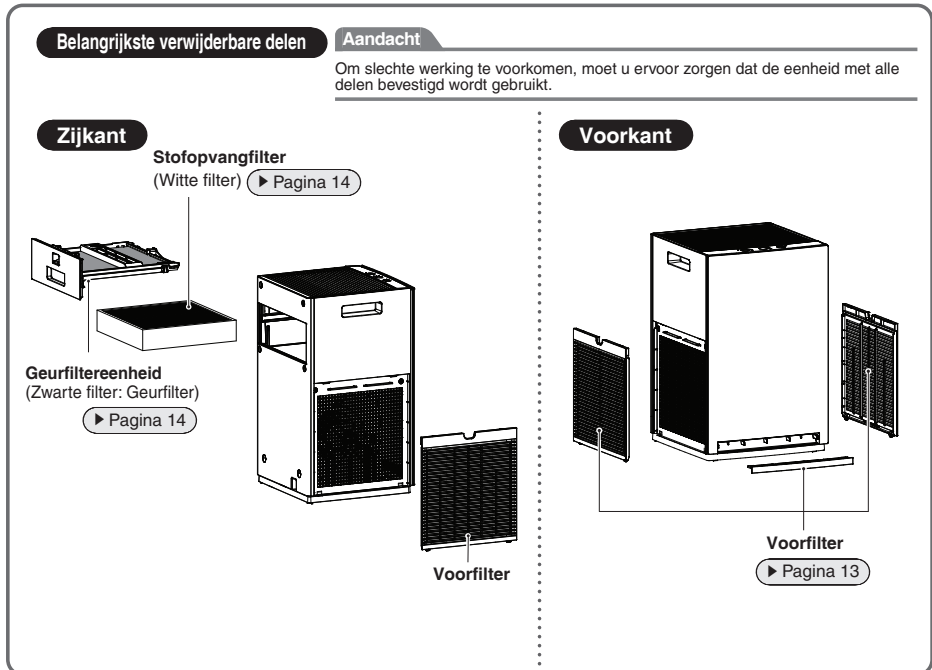 Belangrijkste verwijderbare delen
Aandacht
Om slechte werking te voorkomen, moet u ervoor zorgen dat de eenheid met alle
delen bevestigd wordt gebruikt.
Zijkant
Stofopvangfilter
(Witte filter) ▶ Pagina 14
Geurfiltereenheid
(Zwarte filter: Geurfilter)
▶ Pagina 14
Voorfilter
Voorkant
Voorfilter
▶ Pagina 13